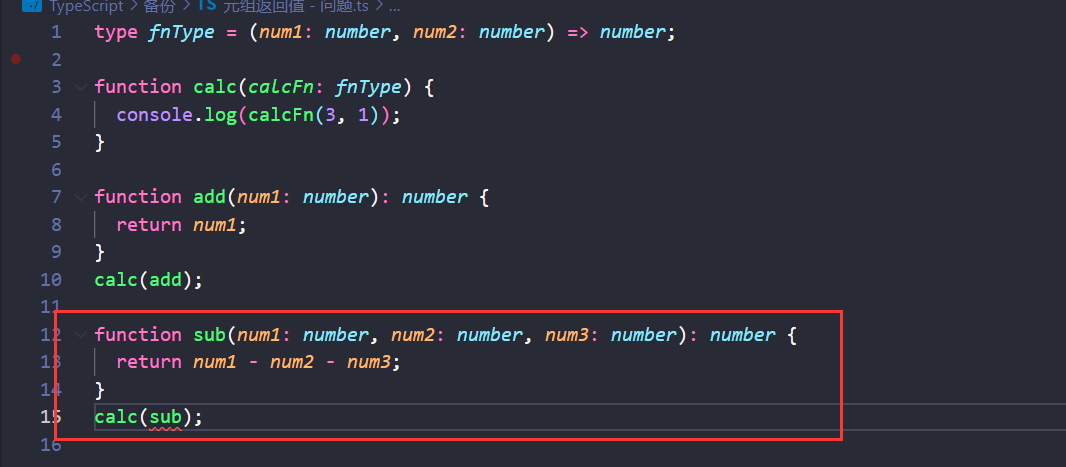 TypeScript > 备份 > TS 元组返回值 - 问题.ts > ...
1 type fnType = (num1: number, num2: number) => number;
2
3 function calc(calcFn: fnType) {
4 console.log(calcFn(3, 1));
5 }
6
7 function add(num1: number): number {
8 return num1;
9 }
10 calc(add);
11
12 function sub(num1: number, num2: number, num3: number): number {
13 return num1 - num2 - num3;
14 }
15 calc(sub);
16